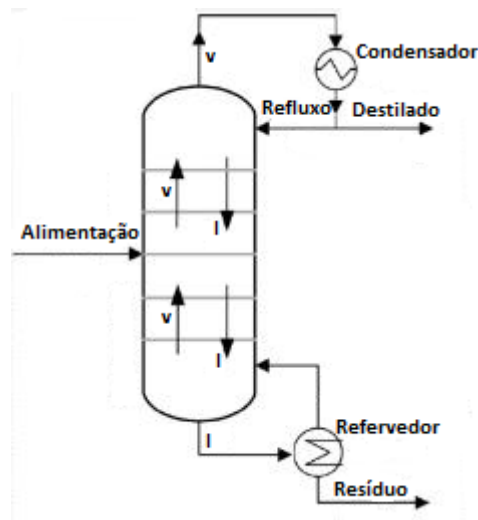 Condensador
v
Refluxo
Destilado
v
l
Alimentação
v
l
Refervedor
l
Resíduo